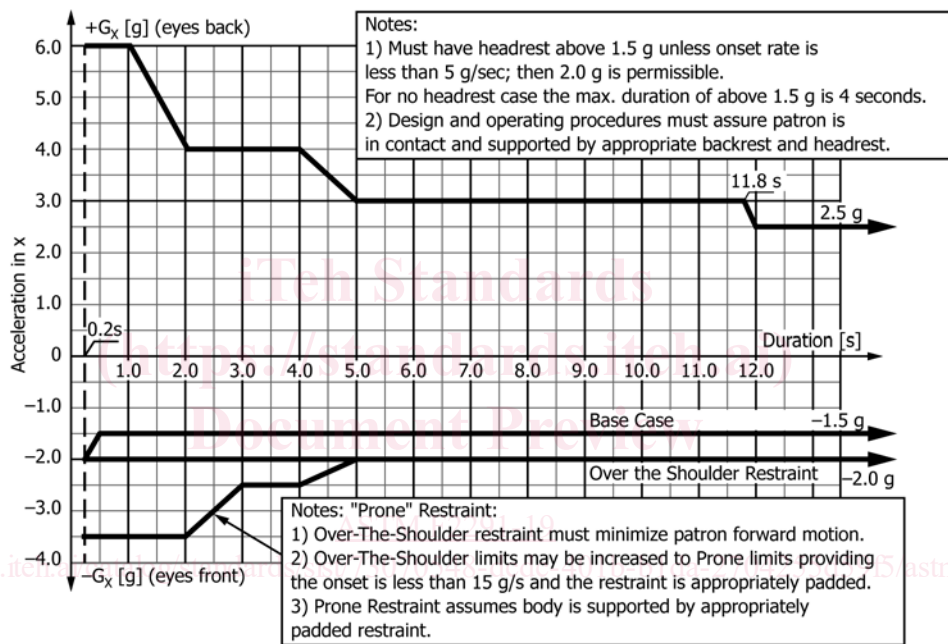 +Gx [g] (eyes back)
Notes:
1) Must have headrest above 1.5 g unless onset rate is
less than 5 g/sec; then 2.0 g is permissible.
For no headrest case the max. duration of above 1.5 g is 4 seconds.
2) Design and operating procedures must assure patron is
in contact and supported by appropriate backrest and headrest.
6.0
5.0
4.0
3.0
2.0
1.0
0
−1.0
−2.0
−3.0
−4.0
Acceleration in x
11.8 s
2.5 g
iTeh Standards
0.2s
Duration [s]
(https://standards.iteh.ai)
1.0 2.0 3.0 4.0 5.0 6.0 7.0 8.0 9.0 10.0 11.0 12.0
Document Preview
Base Case
−1.5 g
Over the Shoulder Restraint
−2.0 g
Notes: "Prone" Restraint:
1) Over-The-Shoulder restraint must minimize patron forward motion.
2) Over-The-Shoulder limits may be increased to Prone limits providing
the onset is less than 15 g/s and the restraint is appropriately padded.
3) Prone Restraint assumes body is supported by appropriately
padded restraint.
−Gx [g] (eyes front)